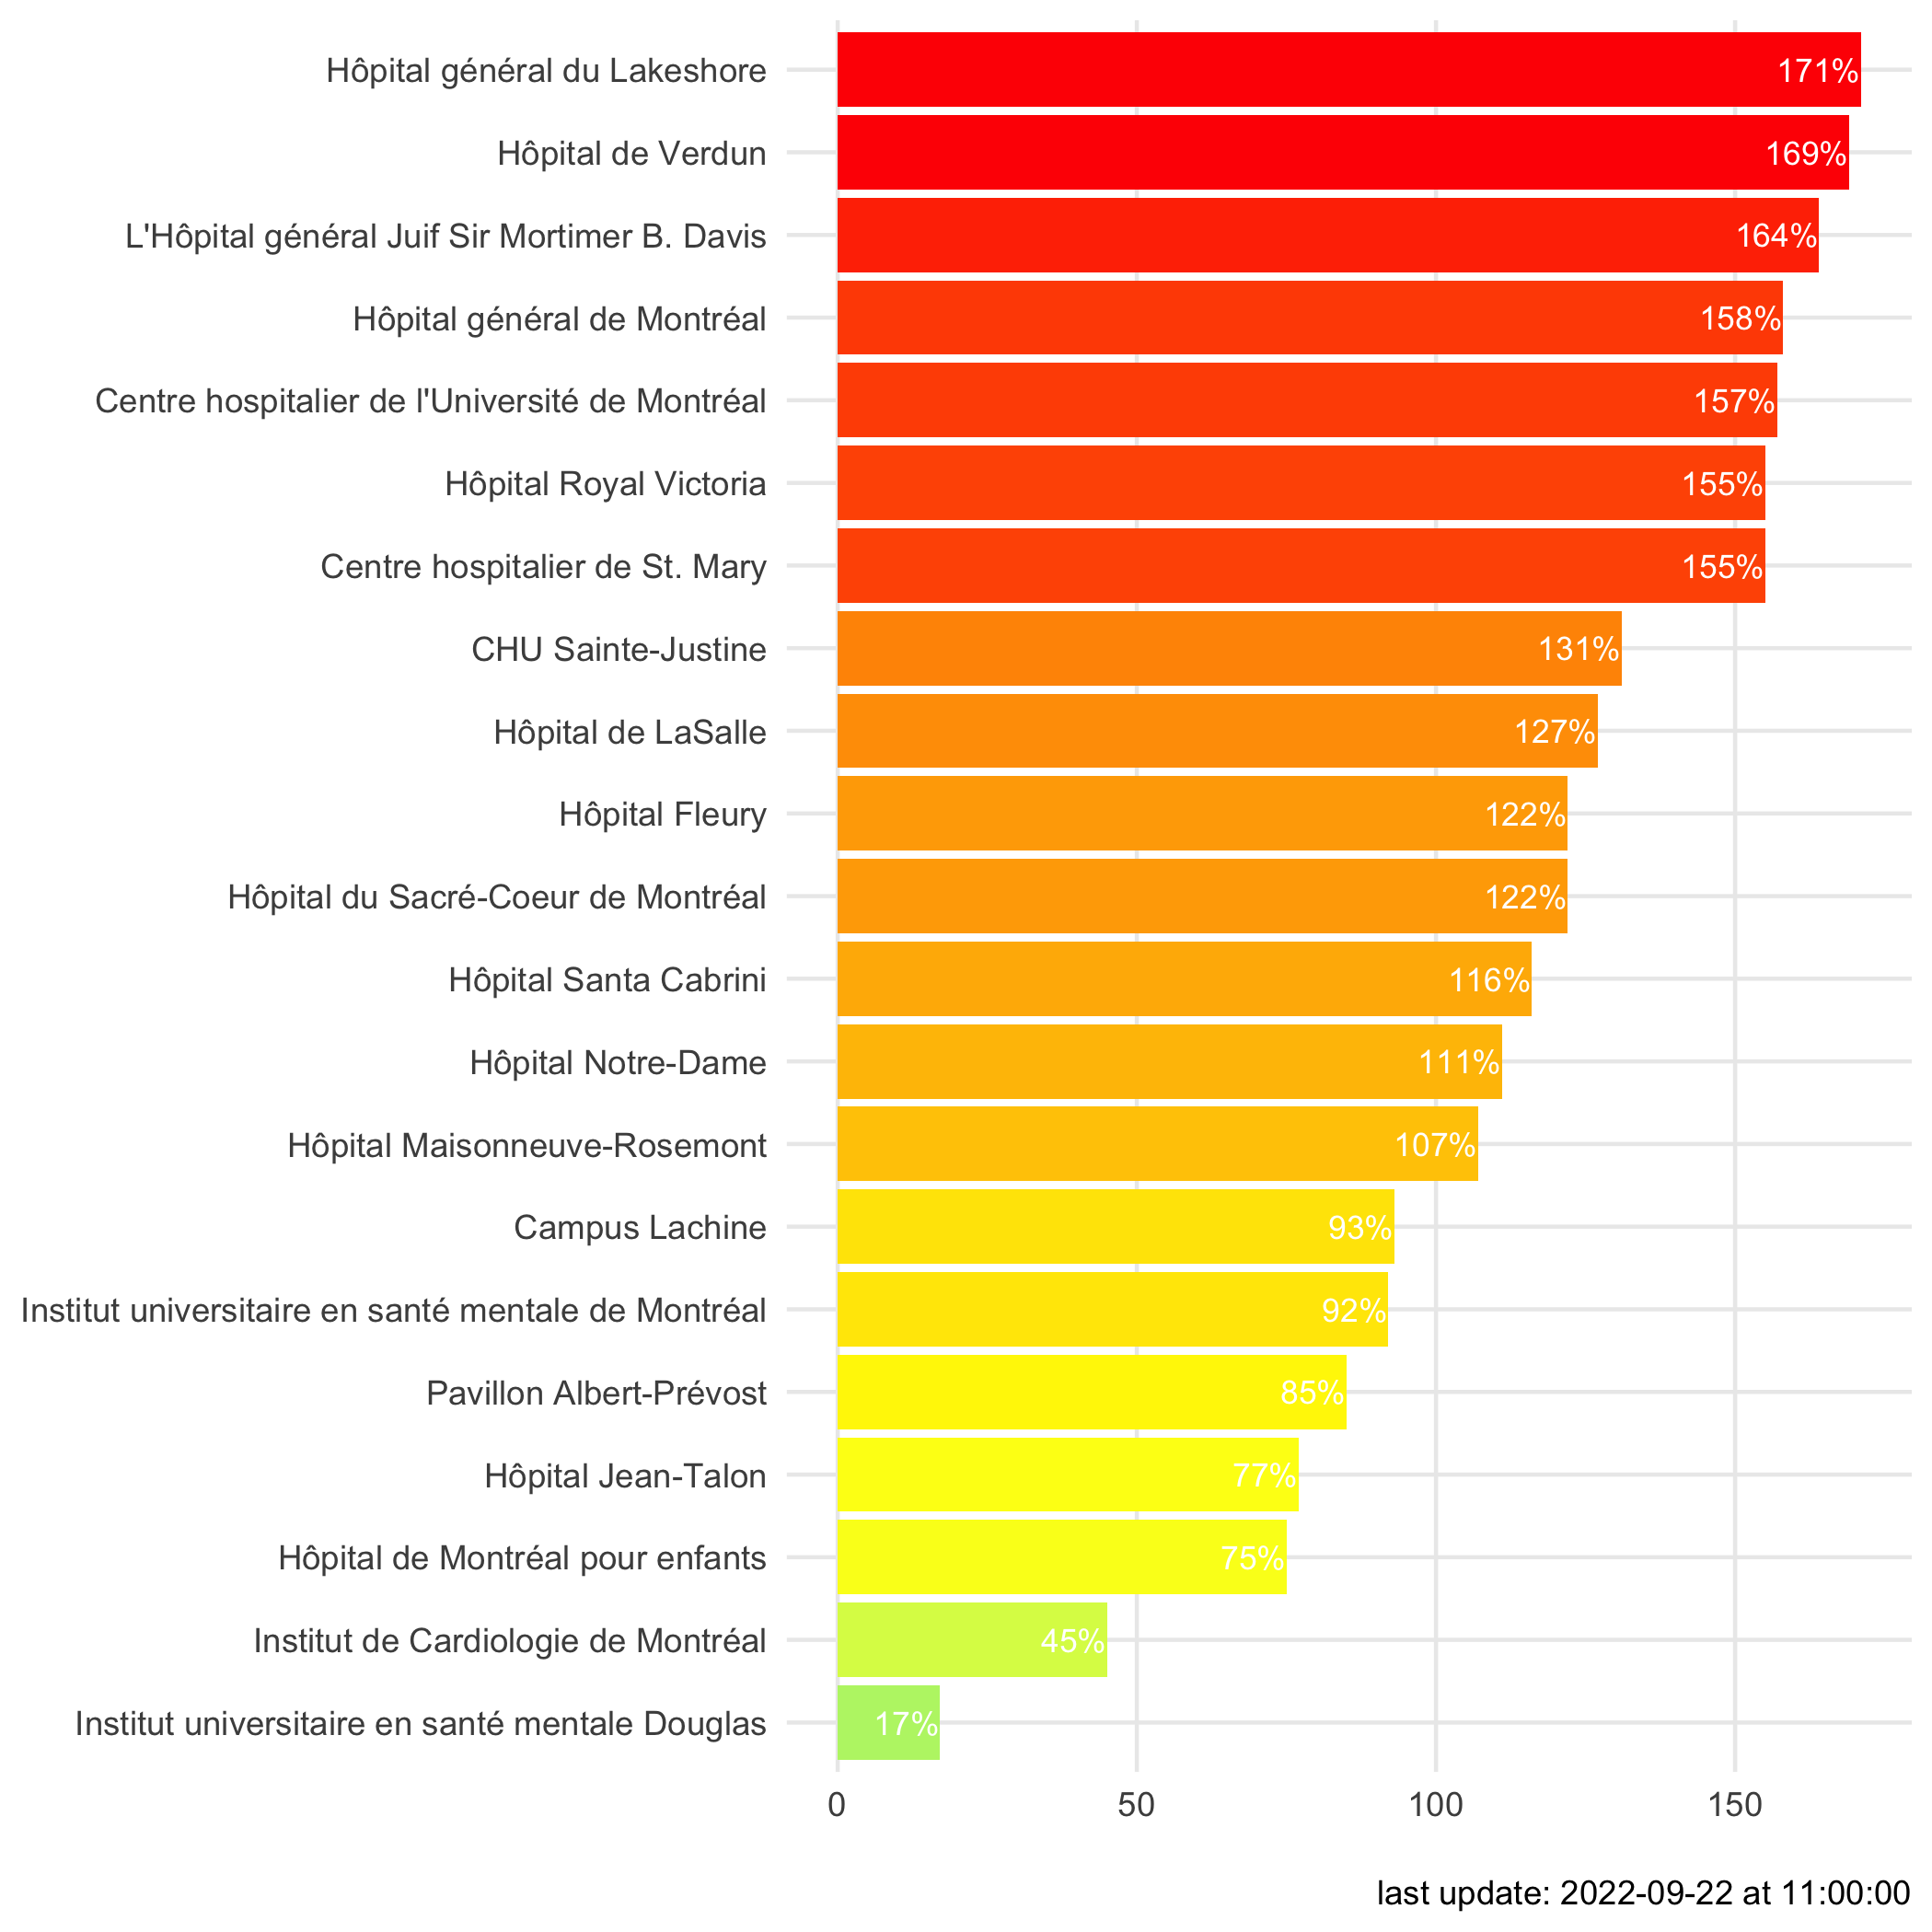 Hôpital général du Lakeshore 171%
Hôpital de Verdun 169%
L'Hôpital général Juif Sir Mortimer B. Davis 164%
Hôpital général de Montréal 158%
Centre hospitalier de l'Université de Montréal 157%
Hôpital Royal Victoria 155%
Centre hospitalier de St. Mary 155%
CHU Sainte-Justine 131%
Hôpital de LaSalle 127%
Hôpital Fleury 122%
Hôpital du Sacré-Coeur de Montréal 122%
Hôpital Santa Cabrini 116%
Hôpital Notre-Dame 111%
Hôpital Maisonneuve-Rosemont 107%
Campus Lachine 93%
Institut universitaire en santé mentale de Montréal 92%
Pavillon Albert-Prévost 85%
Hôpital Jean-Talon 77%
Hôpital de Montréal pour enfants 75%
Institut de Cardiologie de Montréal 45%
Institut universitaire en santé mentale Douglas 17%
0 50 100 150
last update: 2022-09-22 at 11:00:00